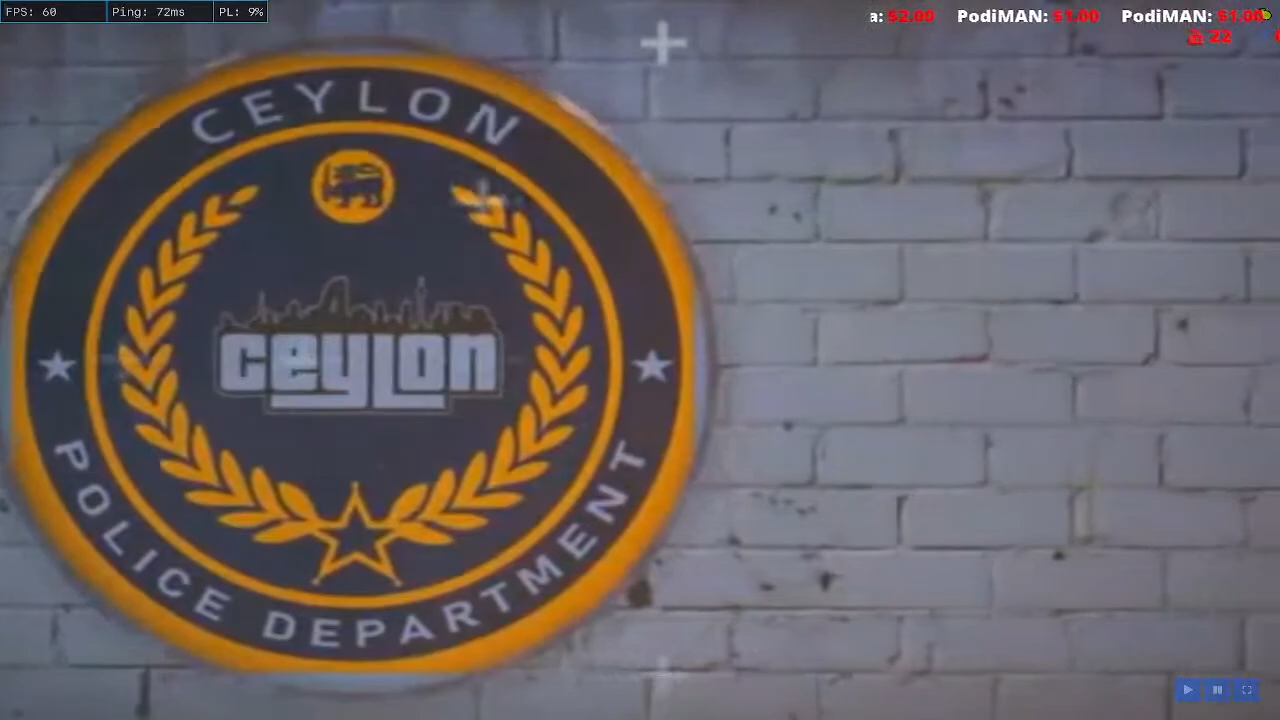 FPS: 60 Ping: 72ms PL: 9%
a: $2.00 PodiMAN: $1.00 PodiMAN: $1.00
22
CEYLON
ceylon
POLICE DEPARTMENT